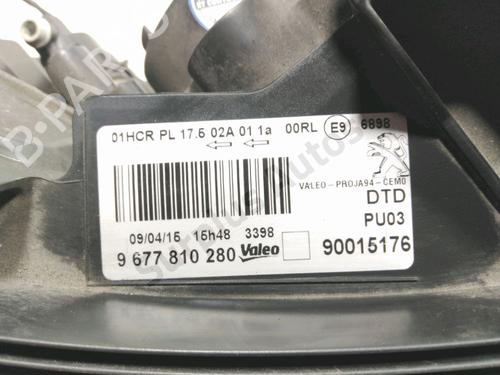 01HCR PL 17.5 02A 01 1a 00RL E9 6898
VALEO-PROJA94-CEM0
DTD
PU03
09/04/15 15h48 3398
9 677 810 280 Valeo 90015176